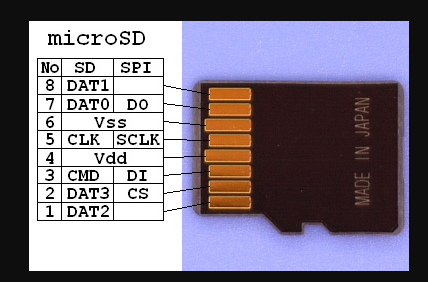 microSD
No SD SPI
8 DAT1
7 DAT0 DO
6 Vss
5 CLK SCLK
4 Vdd
3 CMD DI
2 DAT3 CS
1 DAT2
MADE IN JAPAN